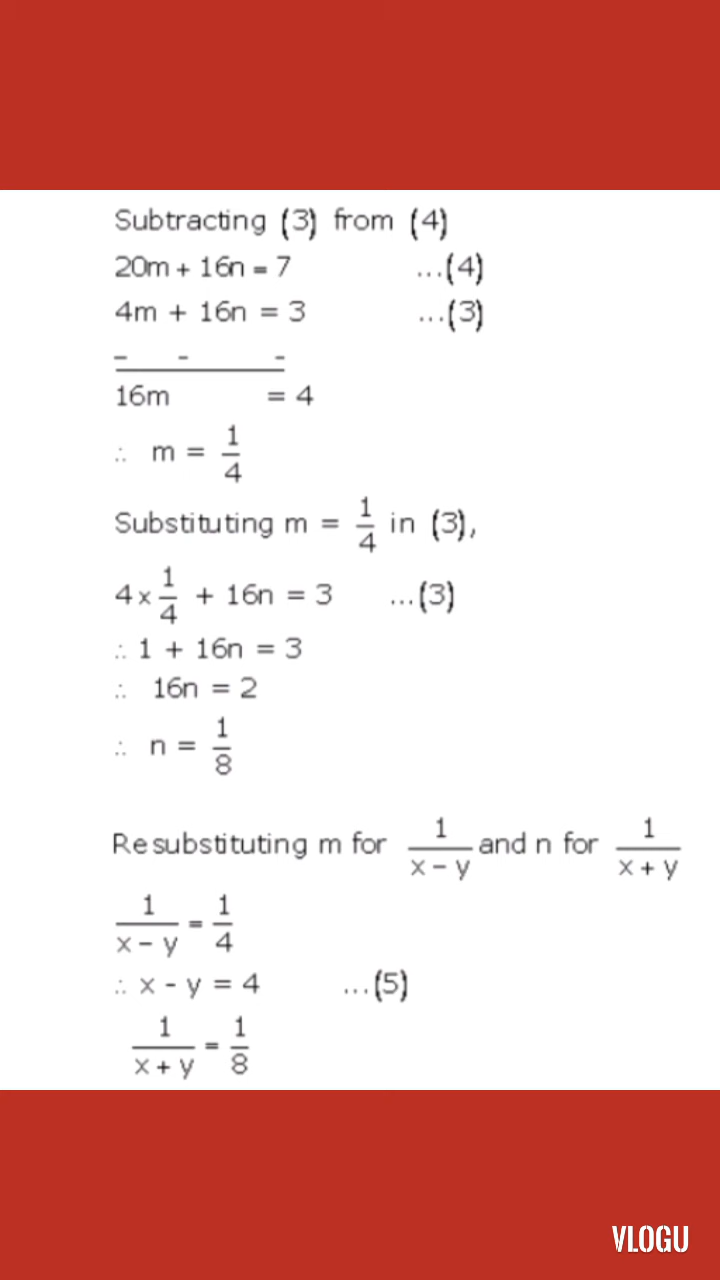 Subtracting (3) from (4)
20m + 16n = 7 ...(4)
4m + 16n = 3 ...(3)
– - -
16m = 4
∴ m = 1/4
Substituting m = 1/4 in (3),
4 × 1/4 + 16n = 3 ...(3)
∴ 1 + 16n = 3
∴ 16n = 2
∴ n = 1/8
Resubstituting m for 1/(x – y) and n for 1/(x + y)
1/(x – y) = 1/4
∴ x - y = 4 ...(5)
1/(x + y) = 1/8
VLOGU